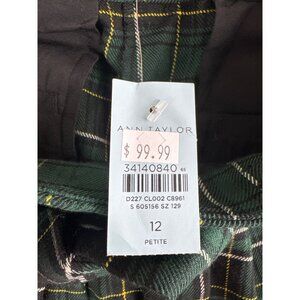 ANN TAYLOR
$ 99.99
34140840
D227 CL002 C8961
S 605156 SZ 129
12
PETITE